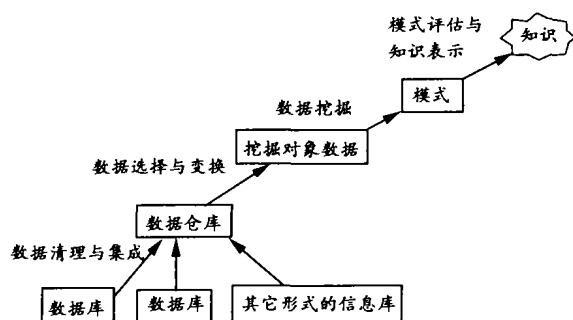 模式评估与
知识表示
知识
模式
数据挖掘
挖掘对象数据
数据选择与变换
数据仓库
数据清理与集成
数据库
数据库
其它形式的信息库